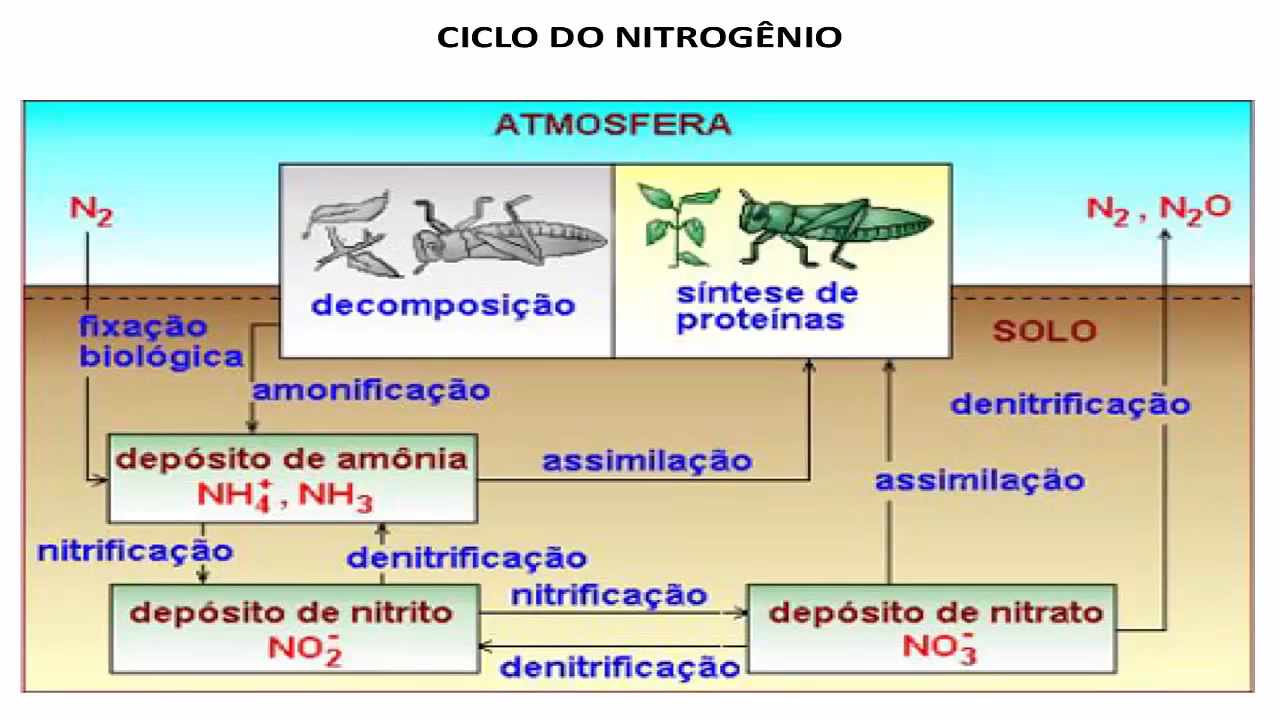 CICLO DO NITROGÊNIO
ATMOSFERA
N₂
N₂ , N₂O
decomposição
síntese de
proteínas
SOLO
fixação
biológica
amonificação
denitrificação
depósito de amônia
NH₄⁺ , NH₃
assimilação
assimilação
nitrificação
denitrificação
nitrificação
depósito de nitrito
NO₂⁻
depósito de nitrato
NO₃⁻
denitrificação